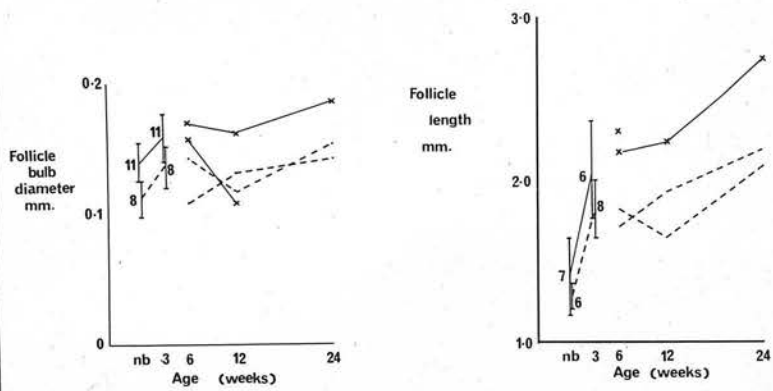 0·2
Follicle
bulb
diameter
mm.
0·1
0
11
11
8
8
nb 3 6 12 24
Age (weeks)
3·0
Follicle
length
mm.
2·0
1·0
6
8
7
6
nb 3 6 12 24
Age (weeks)